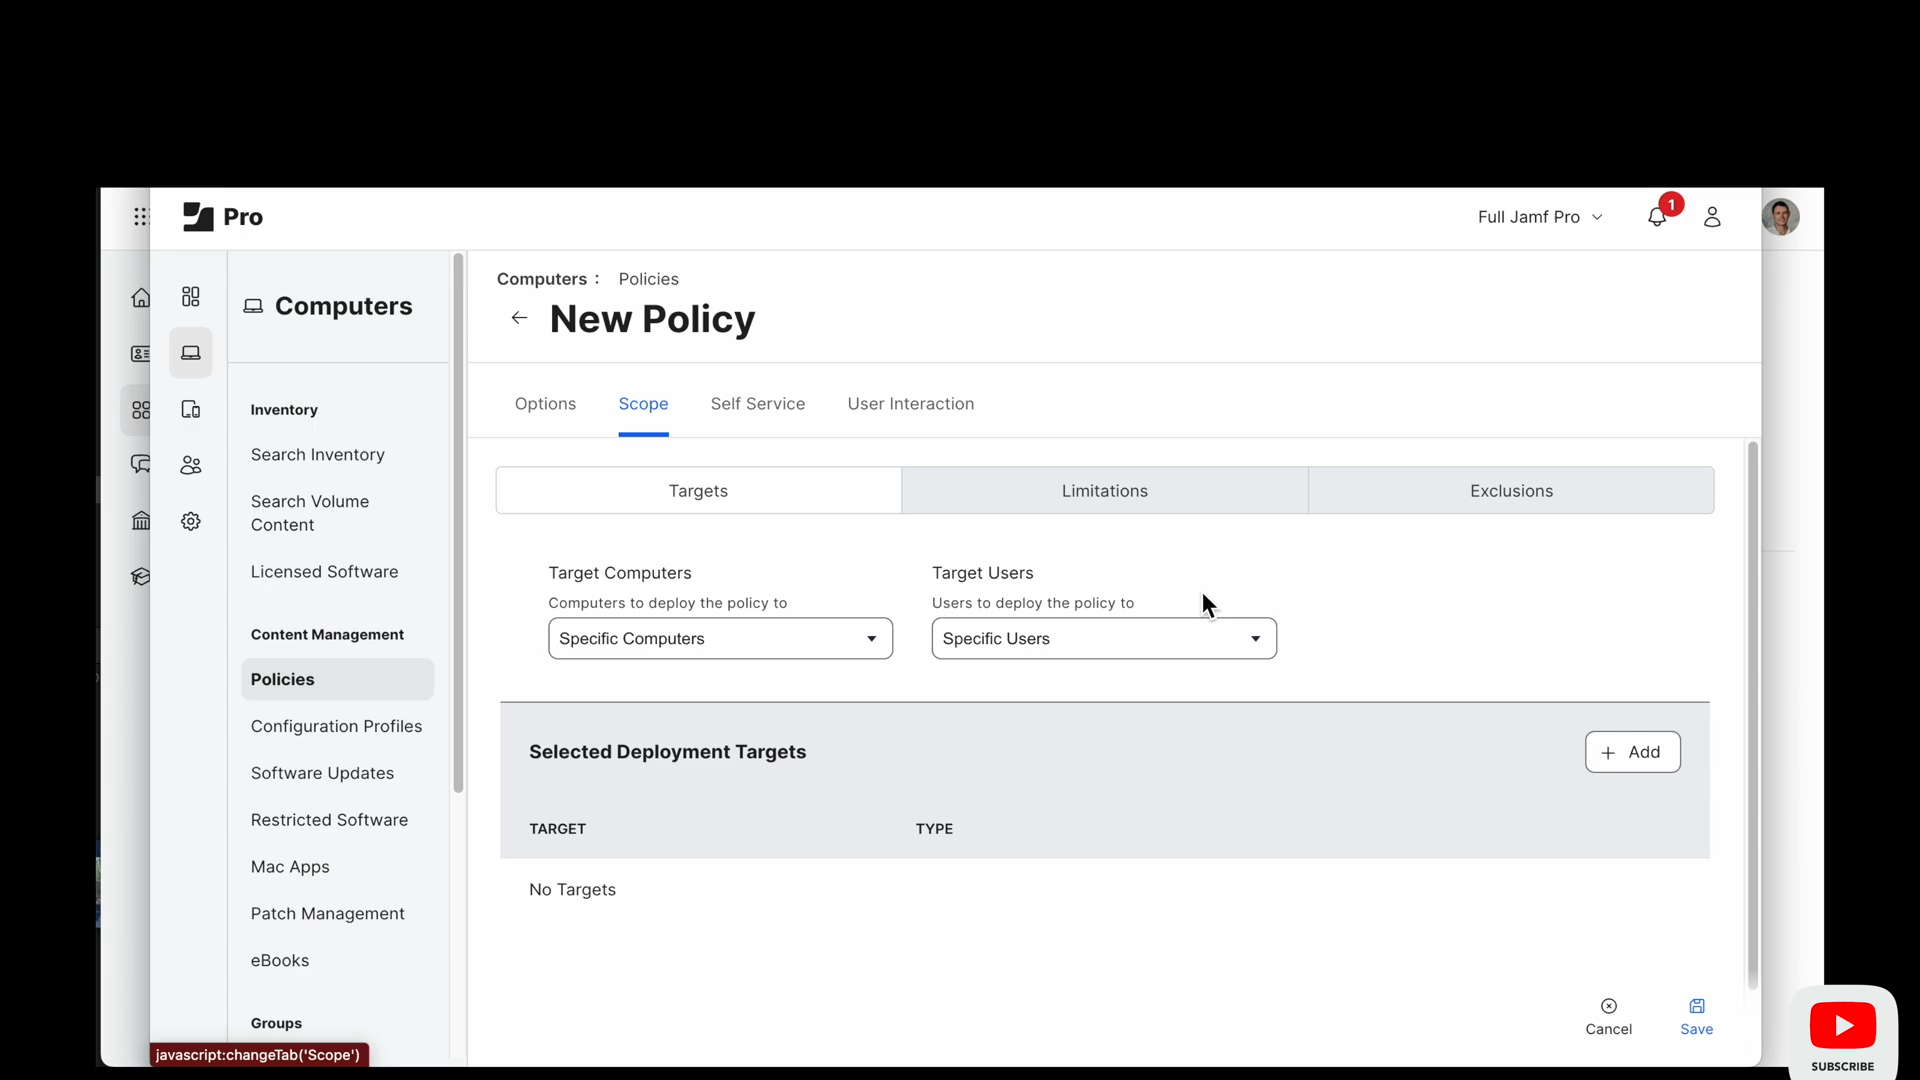 Pro
Full Jamf Pro
1
Computers
Inventory
Search Inventory
Search Volume
Content
Licensed Software
Content Management
Policies
Configuration Profiles
Software Updates
Restricted Software
Mac Apps
Patch Management
eBooks
Groups
javascript:changeTab('Scope')
Computers : Policies
New Policy
Options Scope Self Service User Interaction
Targets Limitations Exclusions
Target Computers
Computers to deploy the policy to
Specific Computers
Target Users
Users to deploy the policy to
Specific Users
Selected Deployment Targets
+ Add
TARGET TYPE
No Targets
Cancel
Save
SUBSCRIBE